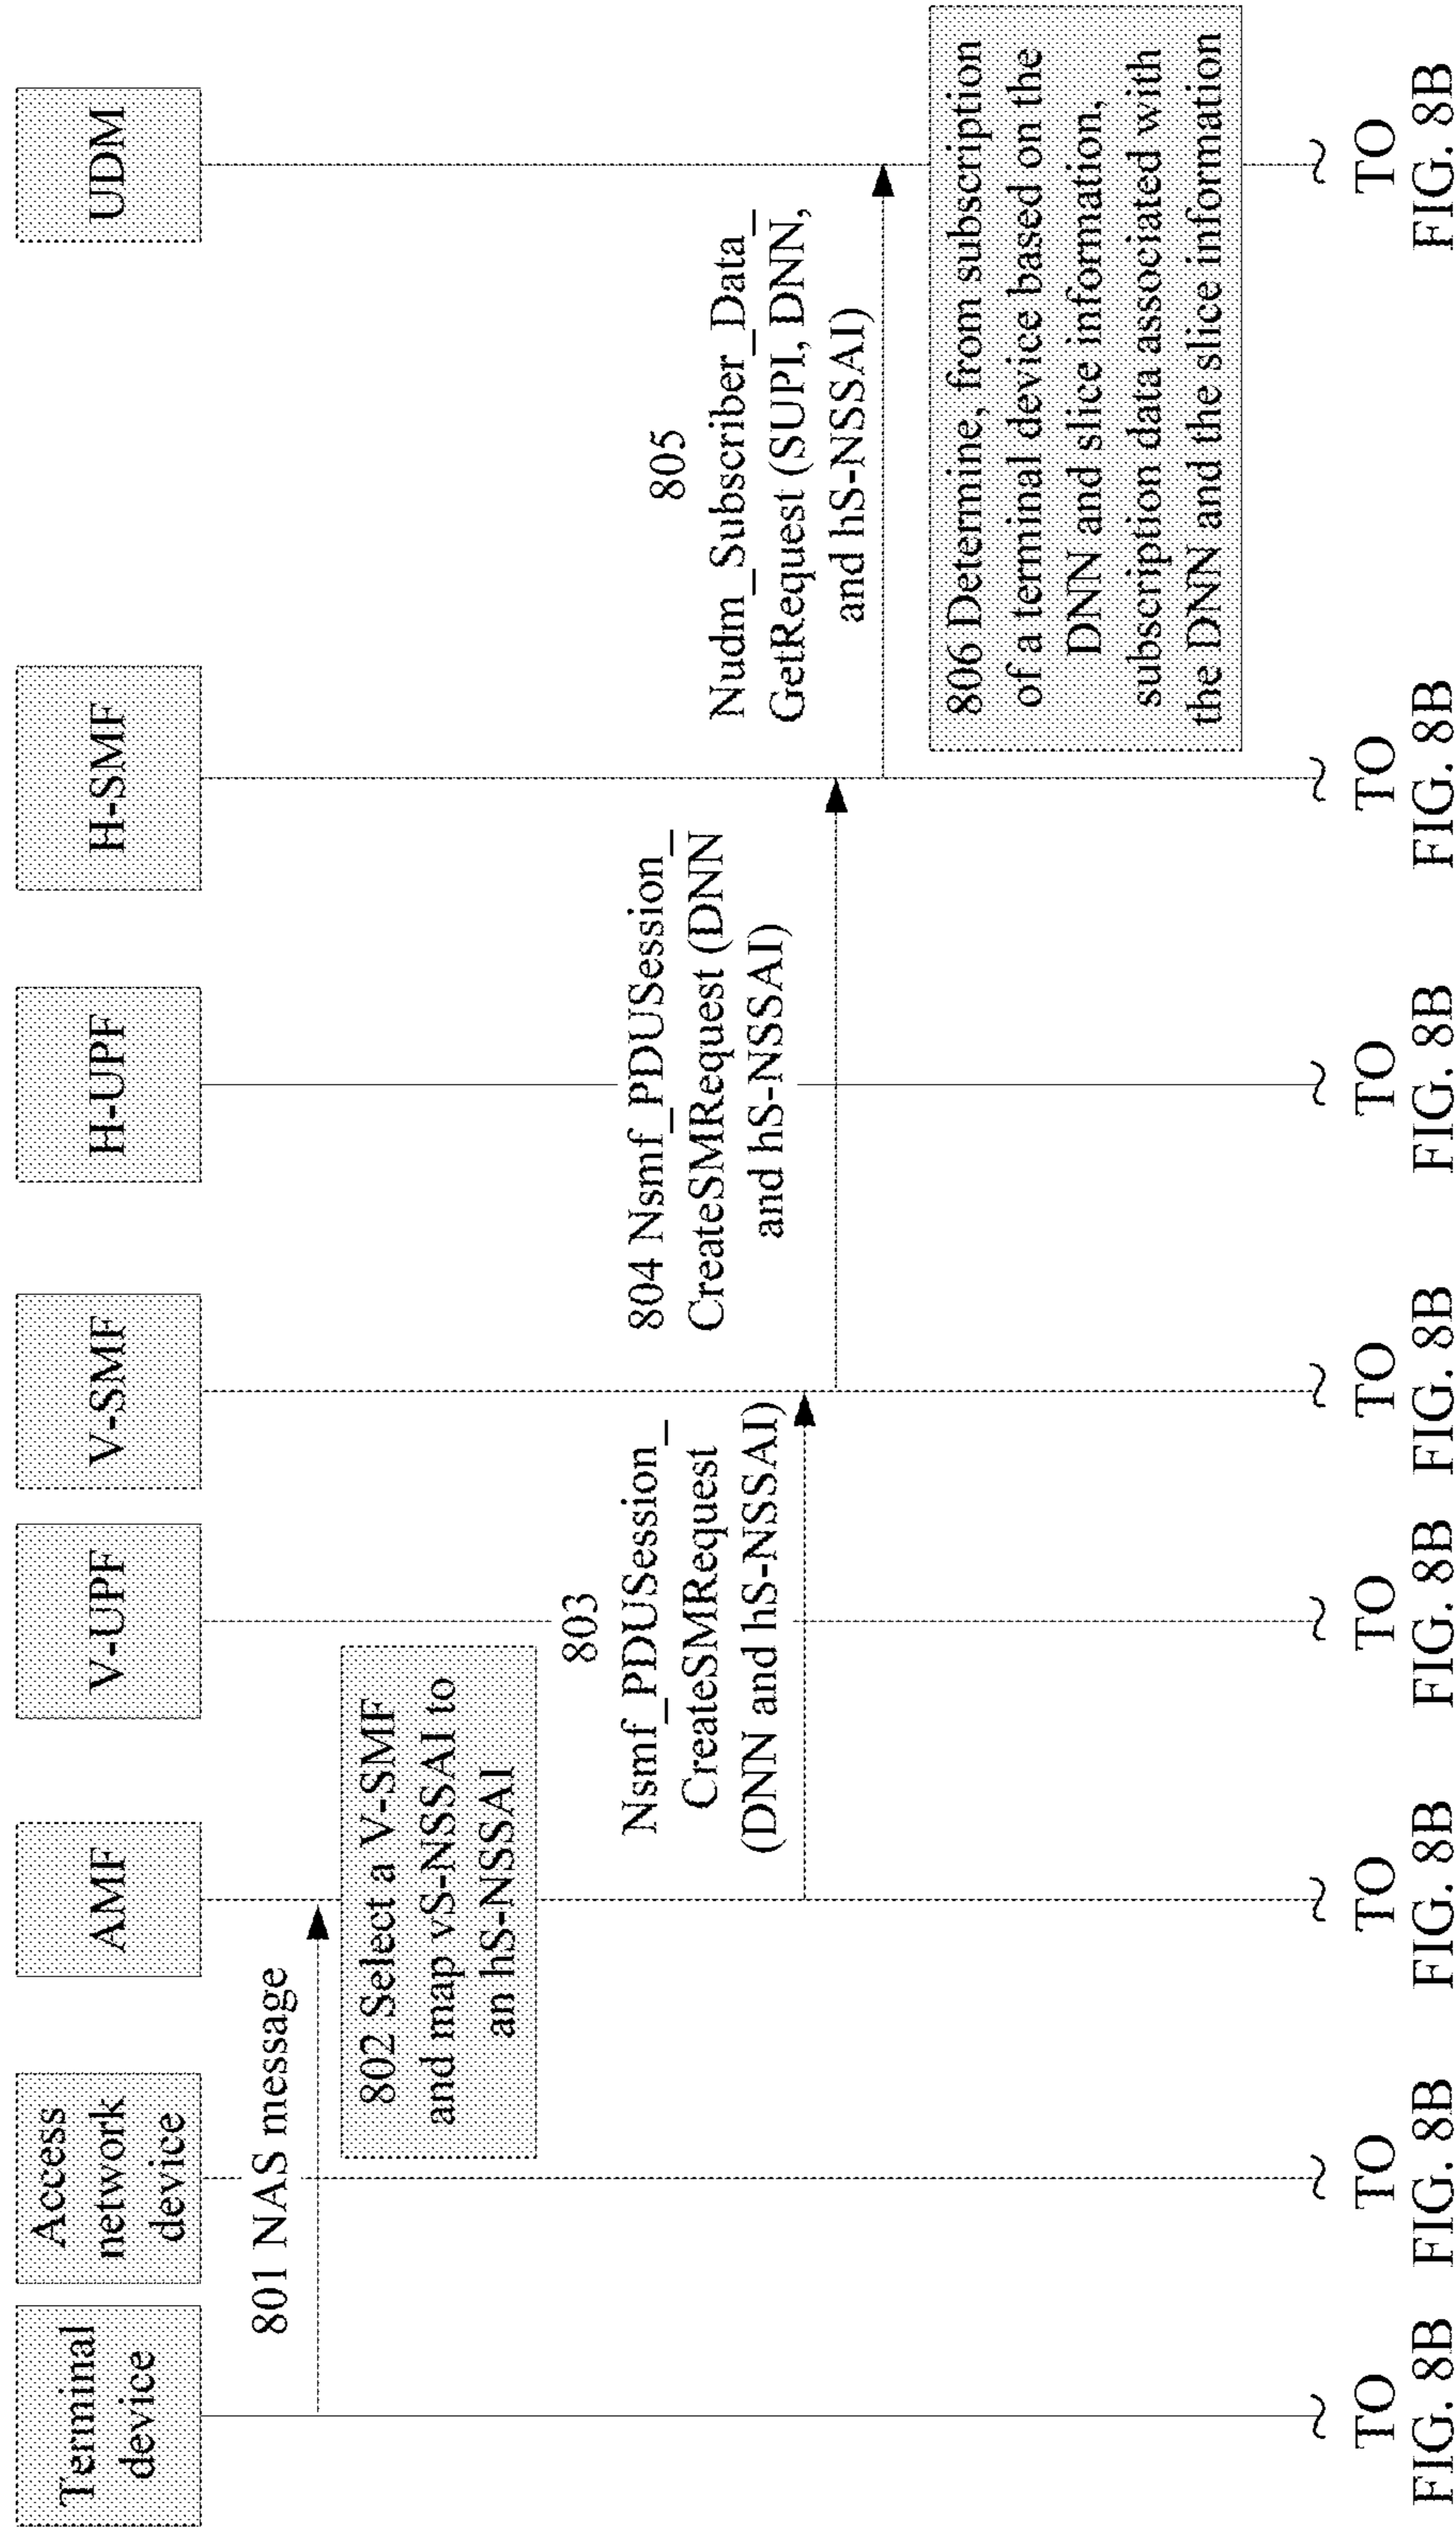 Terminal
device
Access
network
device
AMF
V-UPF
V-SMF
H-UPF
H-SMF
UDM
801 NAS message
802 Select a V-SMF
and map vS-NSSAI to
an hS-NSSAI
803
Nsmf_PDUSession_
CreateSMRequest
(DNN and hS-NSSAI)
804 Nsmf_PDUSession_
CreateSMRequest (DNN
and hS-NSSAI)
805
Nudm_Subscriber_Data_
GetRequest (SUPI, DNN,
and hS-NSSAI)
806 Determine, from subscription
of a terminal device based on the
DNN and slice information,
subscription data associated with
the DNN and the slice information
TO
FIG. 8B
TO
FIG. 8B
TO
FIG. 8B
TO
FIG. 8B
TO
FIG. 8B
TO
FIG. 8B
TO
FIG. 8B
TO
FIG. 8B